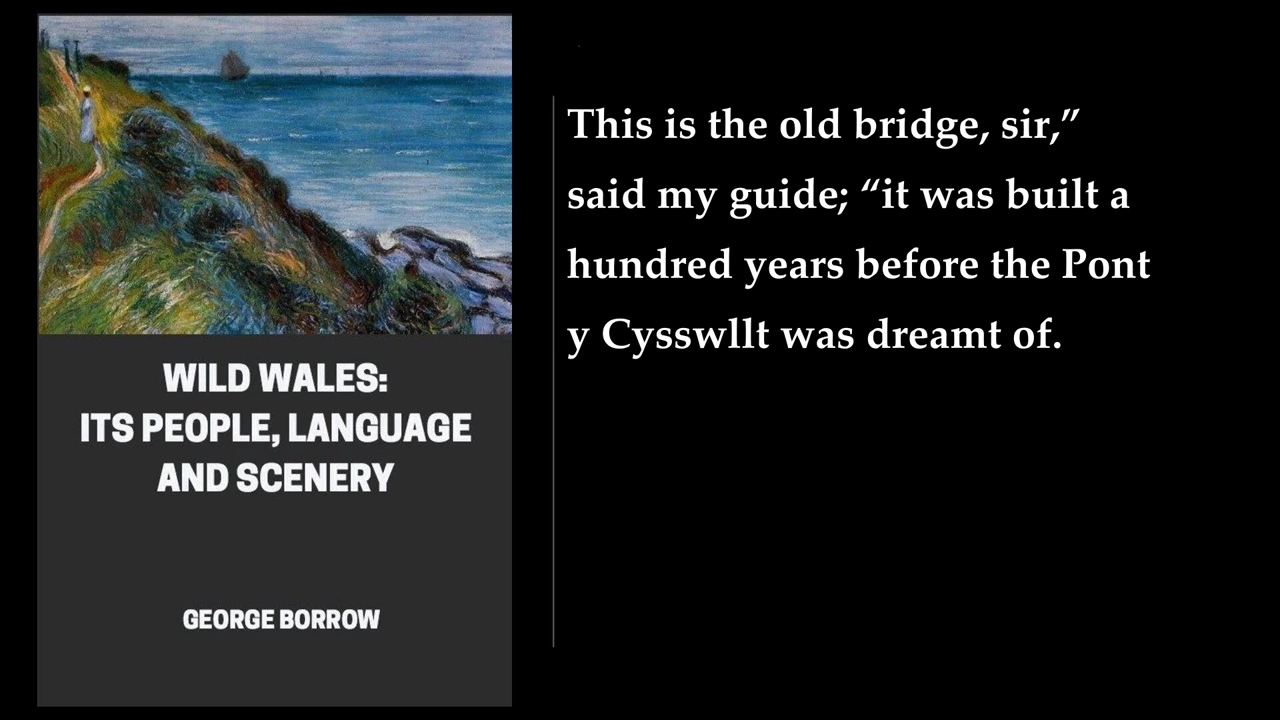 WILD WALES:
ITS PEOPLE, LANGUAGE
AND SCENERY
GEORGE BORROW
This is the old bridge, sir,”
said my guide; “it was built a
hundred years before the Pont
y Cysswllt was dreamt of.